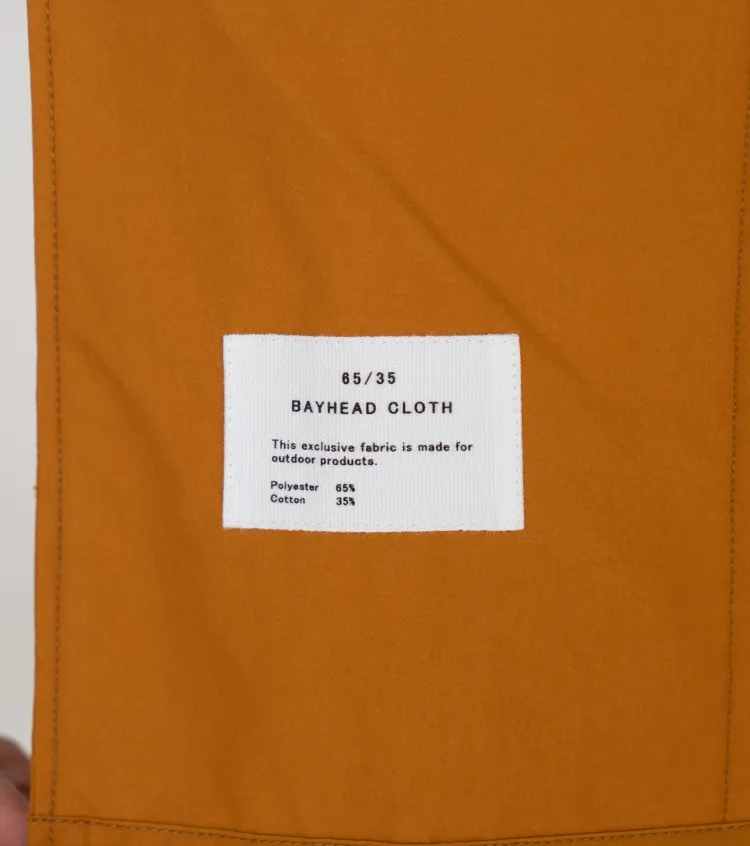 65/35
BAYHEAD CLOTH
This exclusive fabric is made for
outdoor products.
Polyester 65%
Cotton 35%